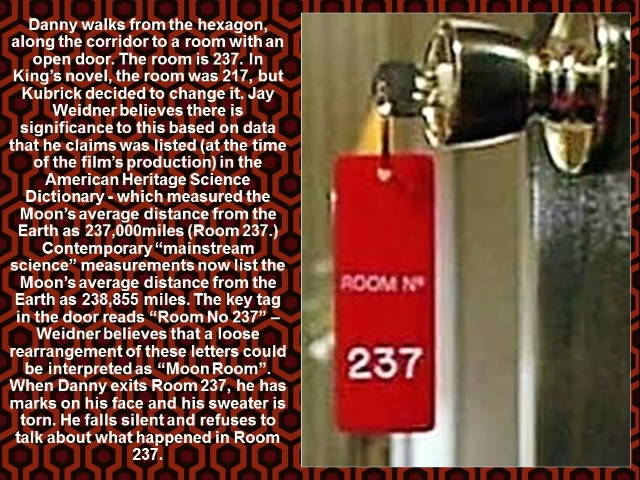 Danny walks from the hexagon,
along the corridor to a room with an
open door. The room is 237. In
King's novel, the room was 217, but
Kubrick decided to change it. Jay
Weidner believes there is
significance to this based on data
that he claims was listed (at the time
of the film's production) in the
American Heritage Science
Dictionary - which measured the
Moon's average distance from the
Earth as 237,000miles (Room 237.)
Contemporary "mainstream
science" measurements now list the
Moon's average distance from the
Earth as 238,855 miles. The key tag
in the door reads "Room No 237" –
Weidner believes that a loose
rearrangement of these letters could
be interpreted as "Moon Room".
When Danny exits Room 237, he has
marks on his face and his sweater is
torn. He falls silent and refuses to
talk about what happened in Room
237.
ROOM Nº
237